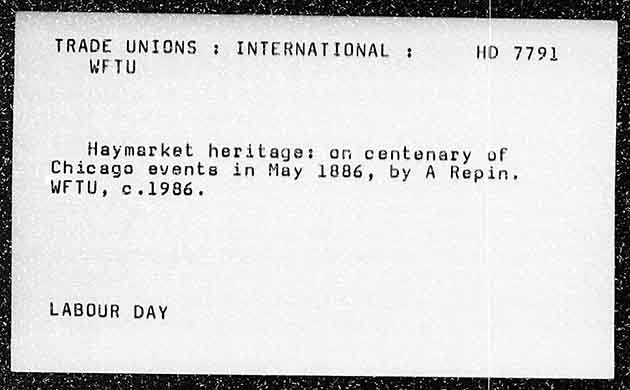 TRADE UNIONS : INTERNATIONAL : HD 7791
WFTU
Haymarket heritage: on centenary of
Chicago events in May 1886, by A Repin.
WFTU, c.1986.
LABOUR DAY